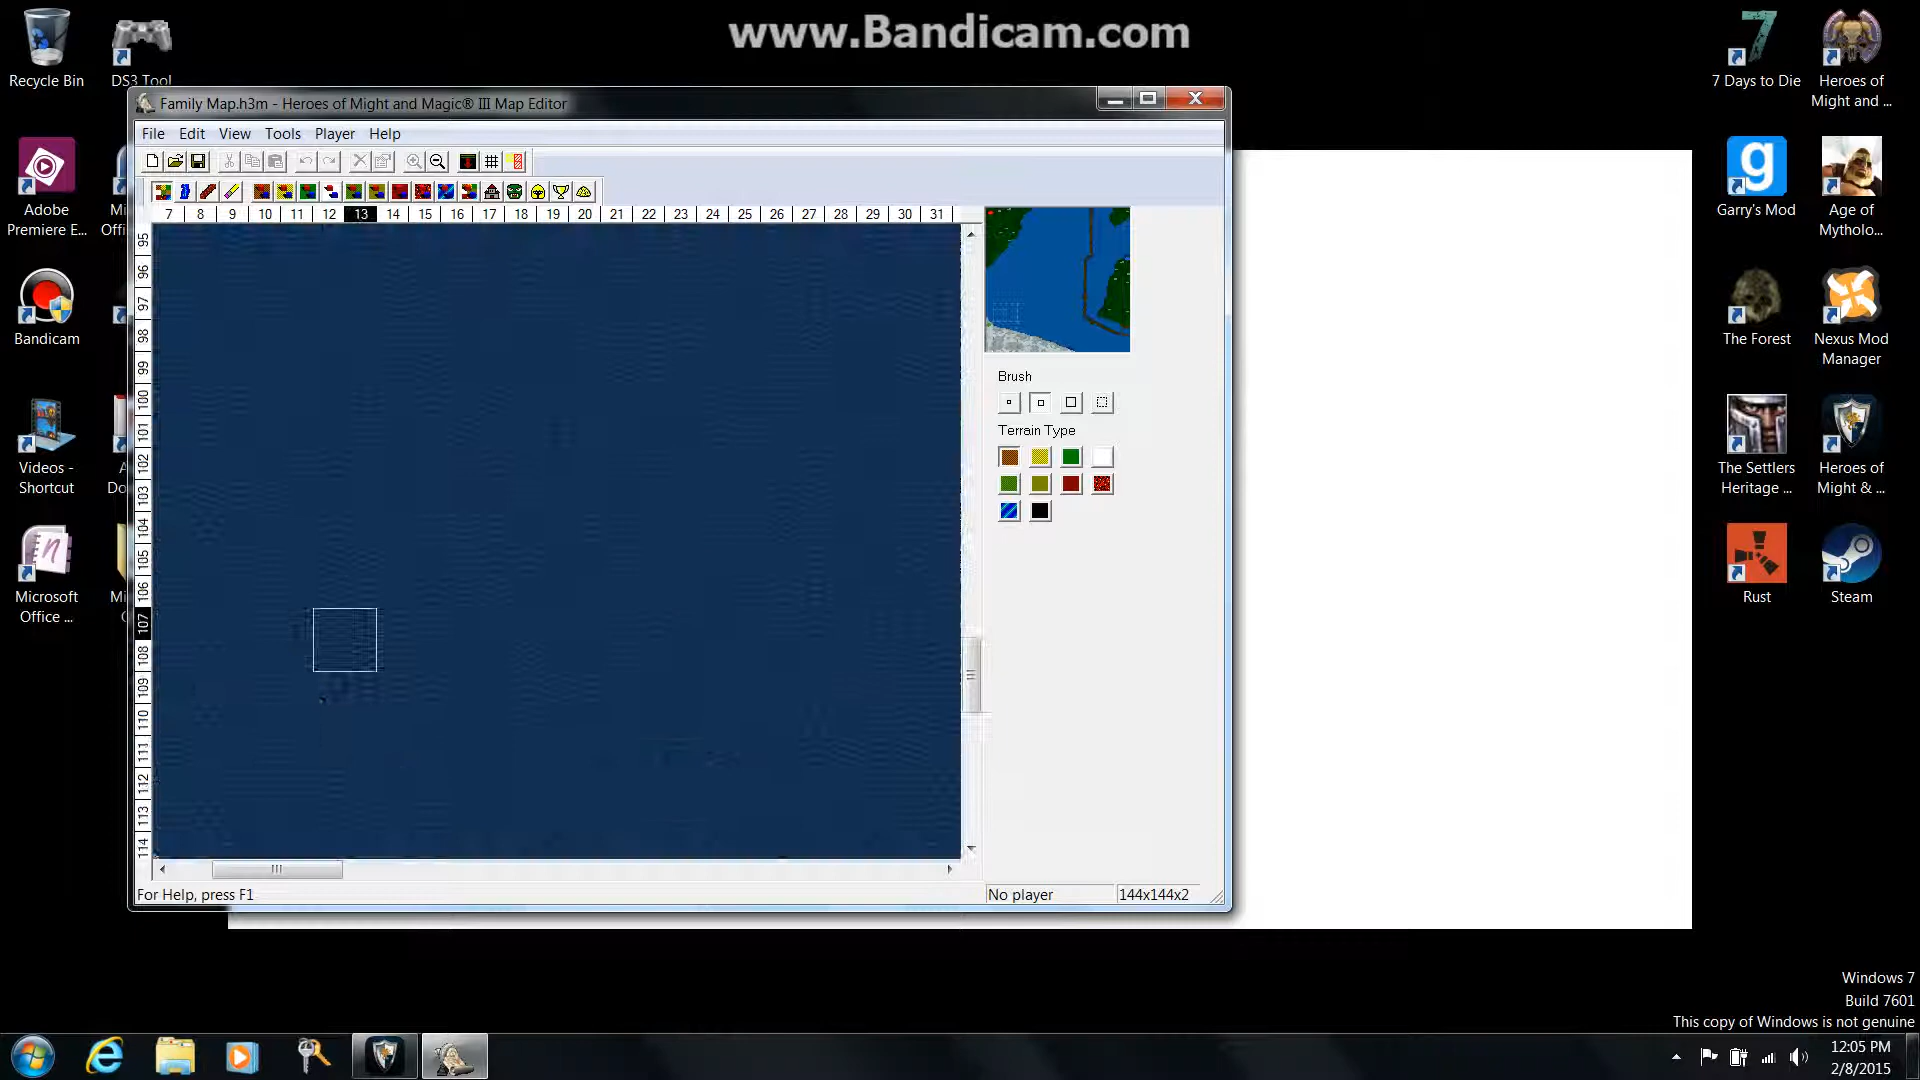 www.Bandicam.com
Recycle Bin
DS3 Tool
7 Days to Die
Heroes of
Might and ...
Family Map.h3m - Heroes of Might and Magic® III Map Editor
File Edit View Tools Player Help
7 8 9 10 11 12 13 14 15 16 17 18 19 20 21 22 23 24 25 26 27 28 29 30 31
95
96
97
98
99
100
101
102
103
104
105
106
107
108
109
110
111
112
113
114
Brush
Terrain Type
For Help, press F1
No player
144x144x2
Adobe
Premiere E...
Mi
Offi
Bandicam
Videos -
Shortcut
A
Do
Microsoft
Office ...
Mi
Garry's Mod
Age of
Mytholo...
The Forest
Nexus Mod
Manager
The Settlers
Heritage ...
Heroes of
Might & ...
Rust
Steam
Windows 7
Build 7601
This copy of Windows is not genuine
12:05 PM
2/8/2015